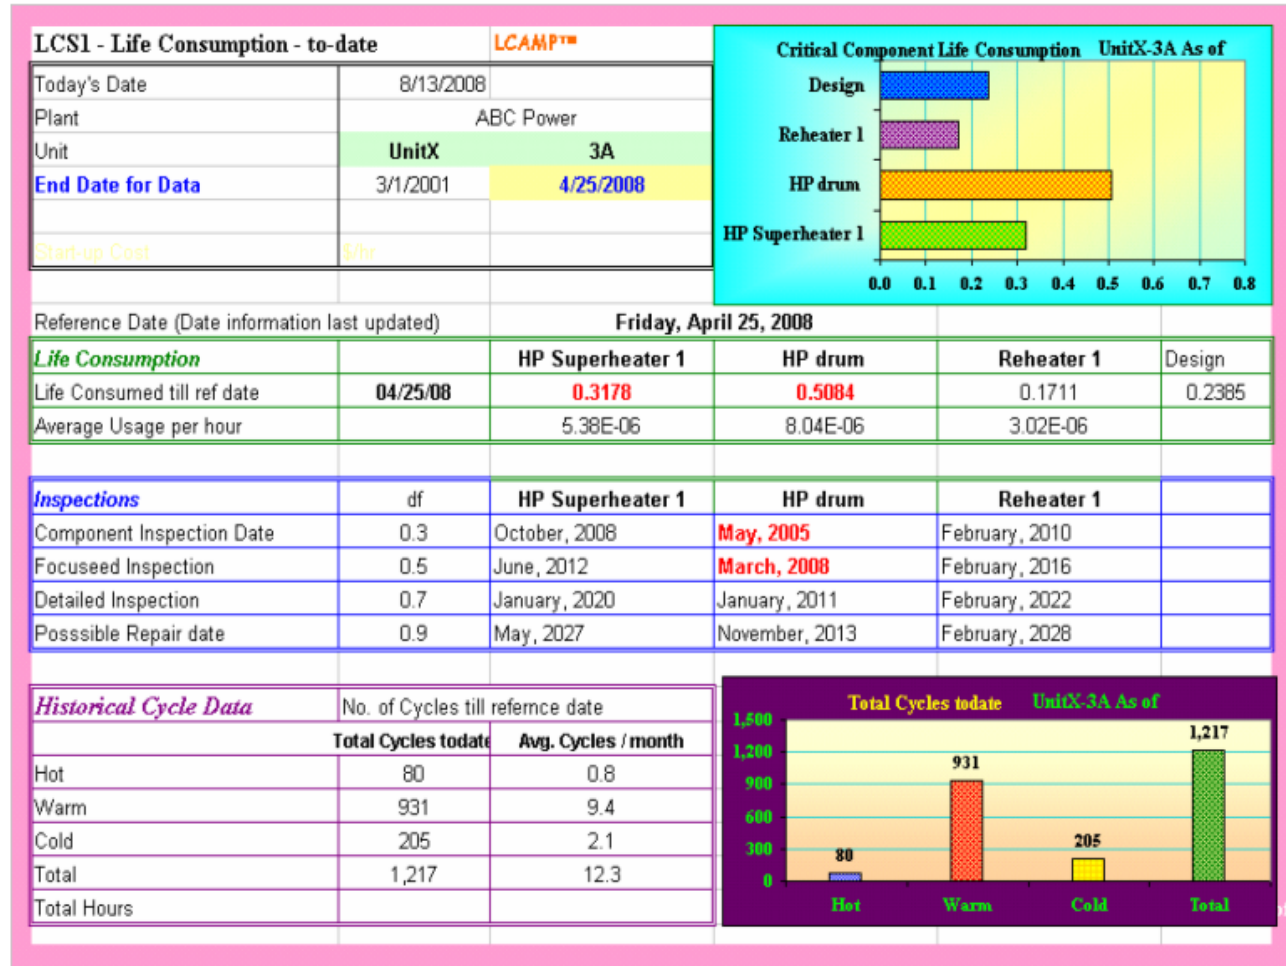 LCS1 - Life Consumption - to-date LCAMP™
Today's Date 8/13/2008
Plant ABC Power
Unit UnitX 3A
End Date for Data 3/1/2001 4/25/2008
Start-up Cost $/hr
Critical Component Life Consumption UnitX-3A As of
Design
Reheater 1
HP drum
HP Superheater 1
0.0 0.1 0.2 0.3 0.4 0.5 0.6 0.7 0.8
Reference Date (Date information last updated) Friday, April 25, 2008
Life Consumption HP Superheater 1 HP drum Reheater 1 Design
Life Consumed till ref date 04/25/08 0.3178 0.5084 0.1711 0.2385
Average Usage per hour 5.38E-06 8.04E-06 3.02E-06
Inspections df HP Superheater 1 HP drum Reheater 1
Component Inspection Date 0.3 October, 2008 May, 2005 February, 2010
Focuseed Inspection 0.5 June, 2012 March, 2008 February, 2016
Detailed Inspection 0.7 January, 2020 January, 2011 February, 2022
Posssible Repair date 0.9 May, 2027 November, 2013 February, 2028
Historical Cycle Data No. of Cycles till refernce date
Total Cycles todate Avg. Cycles / month
Hot 80 0.8
Warm 931 9.4
Cold 205 2.1
Total 1,217 12.3
Total Hours
Total Cycles todate UnitX-3A As of
1,500
1,200
900
600
300
0
80 931 205 1,217
Hot Warm Cold Total